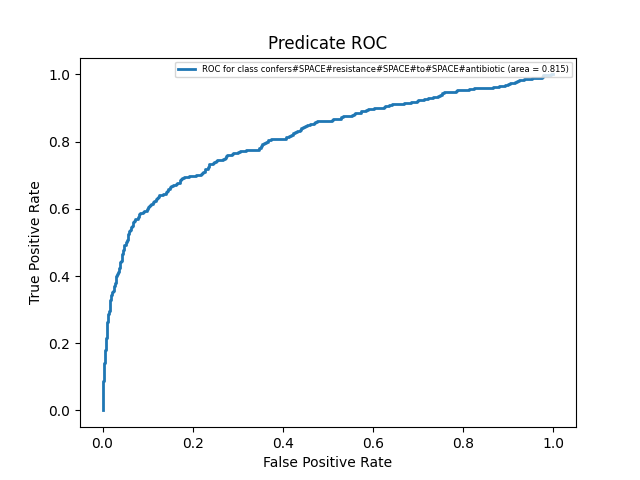 Predicate ROC
ROC for class confers#SPACE#resistance#SPACE#to#SPACE#antibiotic (area = 0.815)
1.0
0.8
0.6
0.4
0.2
0.0
True Positive Rate
0.0 0.2 0.4 0.6 0.8 1.0
False Positive Rate